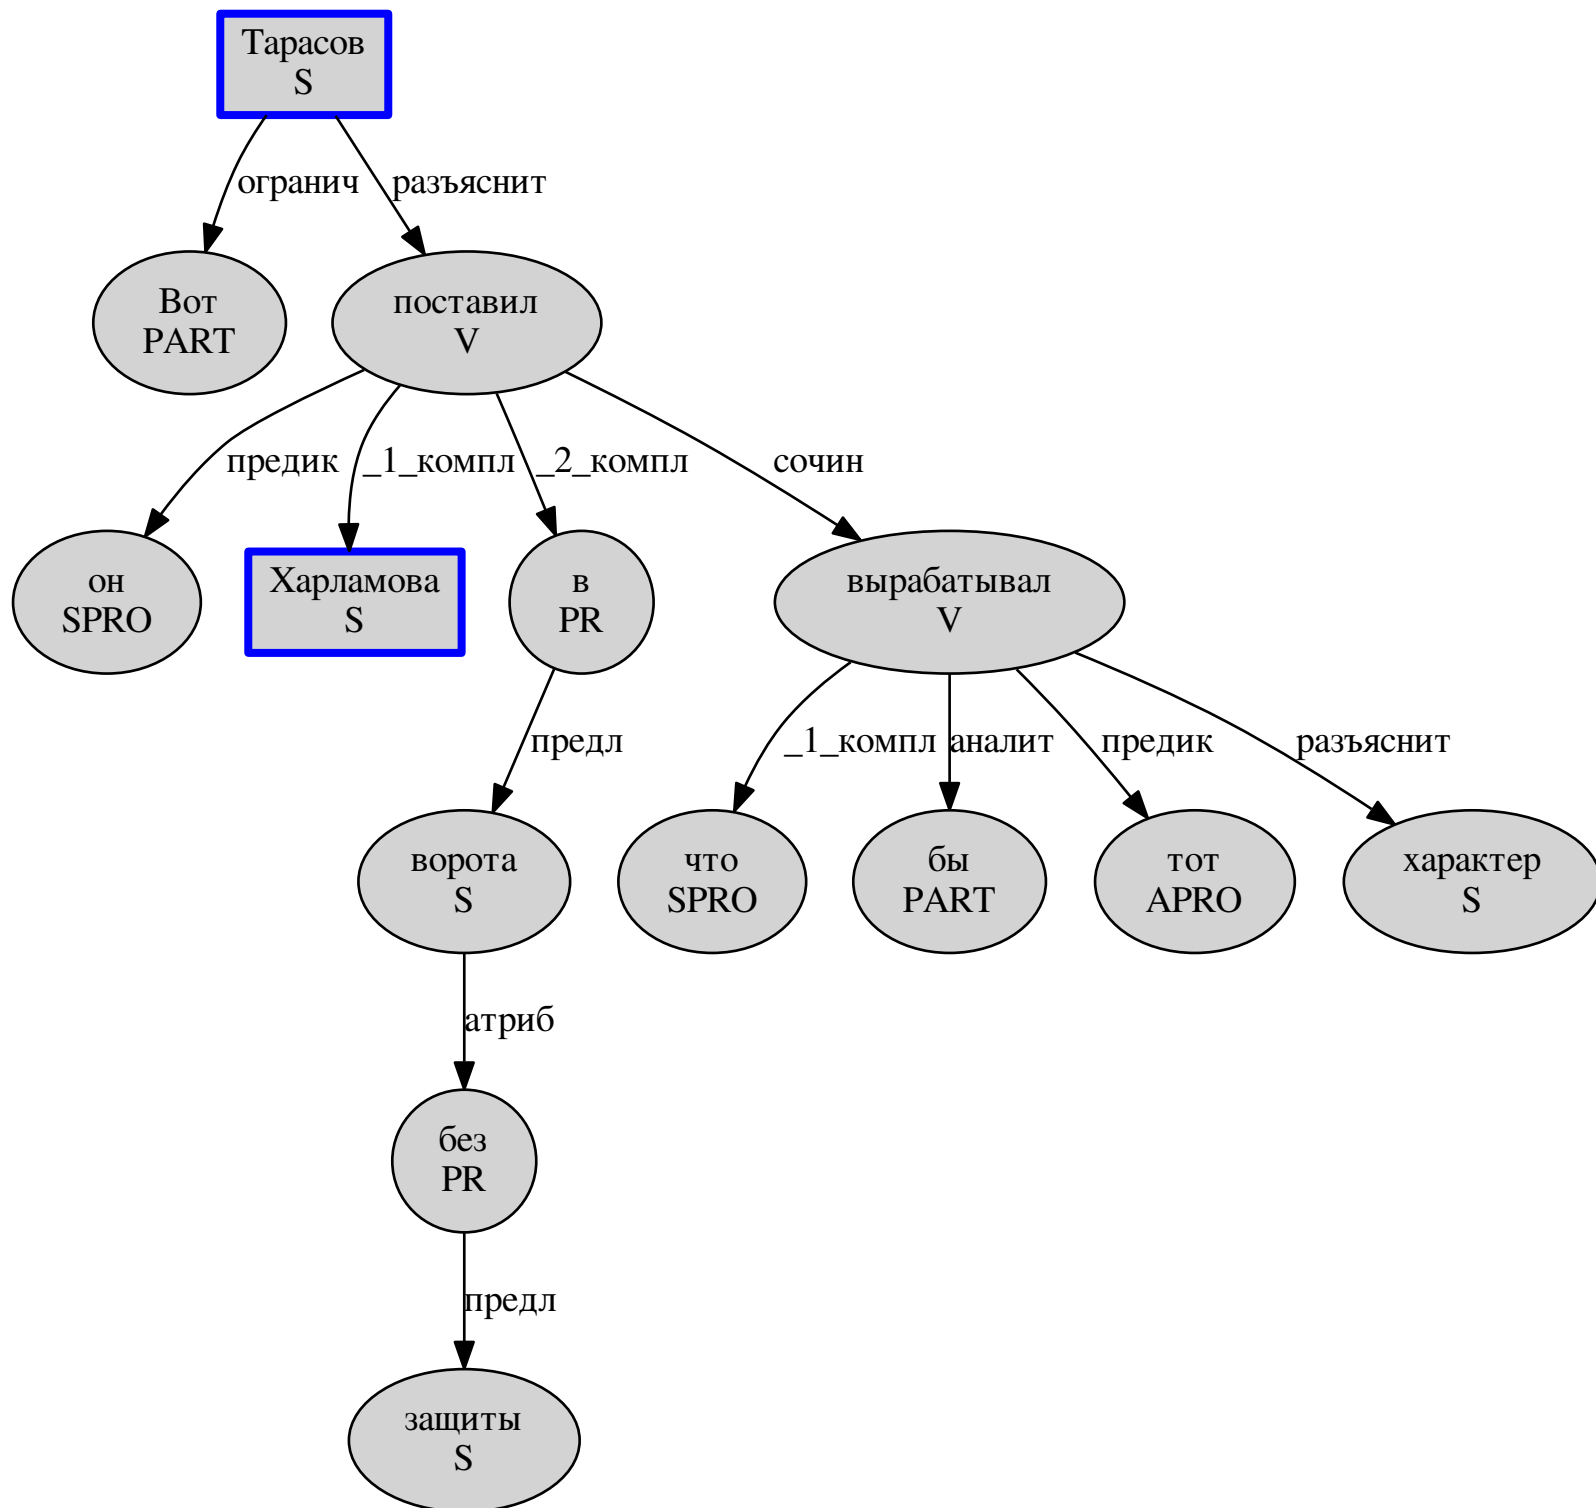 Тарасов
S
огранич
разъяснит
Вот
PART
поставил
V
предик
_1_компл
_2_компл
сочин
он
SPRO
Харламова
S
в
PR
вырабатывал
V
предл
_1_компл
аналит
предик
разъяснит
ворота
S
что
SPRO
бы
PART
тот
APRO
характер
S
атриб
без
PR
предл
защиты
S